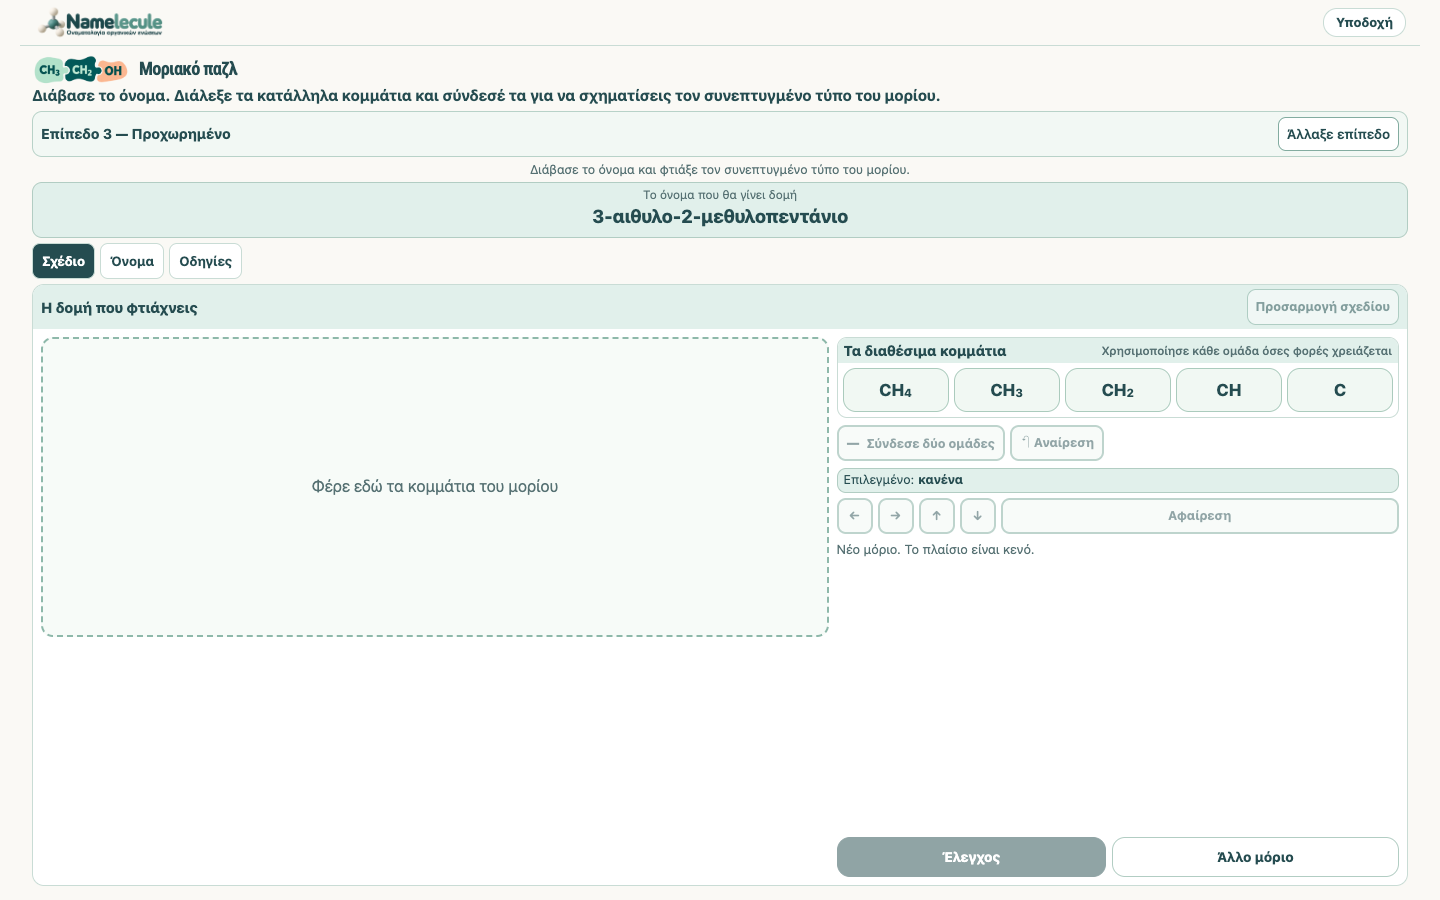 Namelecule
Ονοματολογία οργανικών ενώσεων
Υποδοχή
CH₃ CH₂ OH Μοριακό παζλ
Διάβασε το όνομα. Διάλεξε τα κατάλληλα κομμάτια και σύνδεσέ τα για να σχηματίσεις τον συνεπτυγμένο τύπο του μορίου.
Επίπεδο 3 — Προχωρημένο
Άλλαξε επίπεδο
Διάβασε το όνομα και φτιάξε τον συνεπτυγμένο τύπο του μορίου.
Το όνομα που θα γίνει δομή
3-αιθυλο-2-μεθυλοπεντάνιο
Σχέδιο Όνομα Οδηγίες
Η δομή που φτιάχνεις
Προσαρμογή σχεδίου
Φέρε εδώ τα κομμάτια του μορίου
Τα διαθέσιμα κομμάτια Χρησιμοποίησε κάθε ομάδα όσες φορές χρειάζεται
CH₄ CH₃ CH₂ CH C
— Σύνδεσε δύο ομάδες Αναίρεση
Επιλεγμένο: κανένα
← → ↑ ↓ Αφαίρεση
Νέο μόριο. Το πλαίσιο είναι κενό.
Έλεγχος Άλλο μόριο